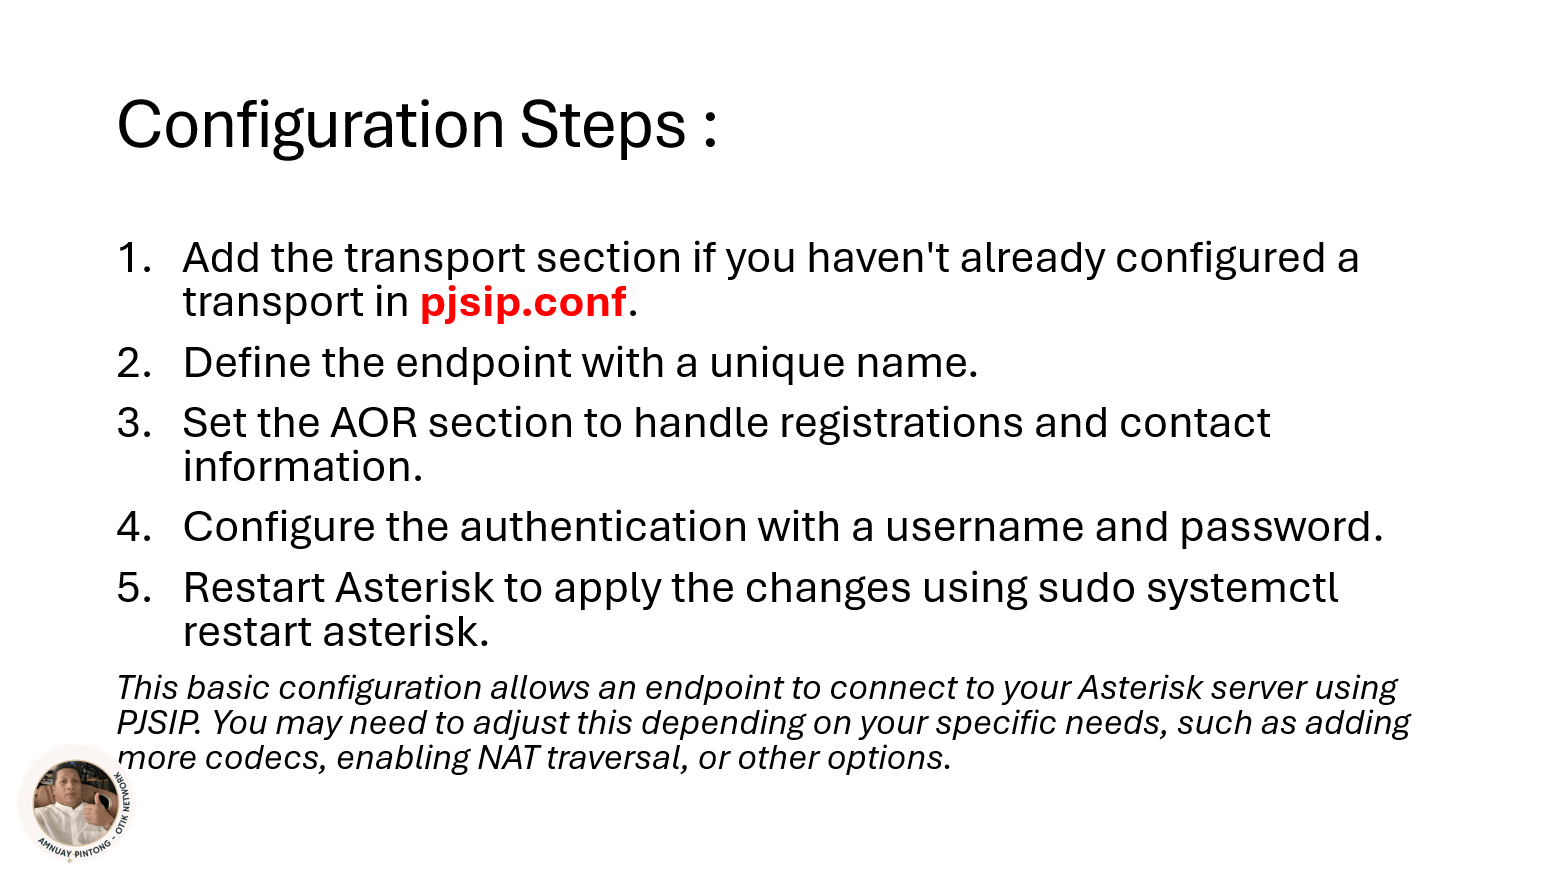 Configuration Steps :
1. Add the transport section if you haven't already configured a
transport in pjsip.conf.
2. Define the endpoint with a unique name.
3. Set the AOR section to handle registrations and contact
information.
4. Configure the authentication with a username and password.
5. Restart Asterisk to apply the changes using sudo systemctl
restart asterisk.
This basic configuration allows an endpoint to connect to your Asterisk server using
PJSIP. You may need to adjust this depending on your specific needs, such as adding
more codecs, enabling NAT traversal, or other options.
AMNUAY PINTONG - OTIK NETWORK